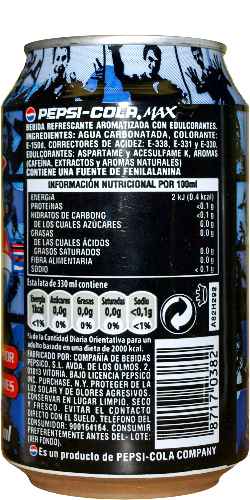 PEPSI-COLA, MAX
BEBIDA REFRESCANTE AROMATIZADA CON EDULCORANTES.
INGREDIENTES: AGUA CARBONATADA, COLORANTE:
E-150d, CORRECTORES DE ACIDEZ: E-338, E-331 y E-330,
EDULCORANTES: ASPARTAME y ACESULFAME K, AROMAS
(CAFEINA, EXTRACTOS y AROMAS NATURALES)
CONTIENE UNA FUENTE DE FENILALANINA
INFORMACIÓN NUTRICIONAL POR 100ml
ENERGIA 2 kJ (0.4 kcal)
PROTEINAS <0,1 g
HIDRATOS DE CARBONO <0,1 g
DE LOS CUALES AZÚCARES 0,0 g
GRASAS 0,0 g
DE LAS CUALES ÁCIDOS
GRASOS SATURADOS 0,0 g
FIBRA ALIMENTARIA 0,0 g
SODIO <0,1 g
Esta lata de 330 ml contiene
Energía Azúcares Grasas Saturadas Sodio
1kcal 0,0g 0,0g 0,0g <0,1g
<1% 0% 0% 0% <1%
A82H292
% de la Cantidad Diaria Orientativa para un
adulto basado en una dieta de 2000 kcal.
FABRICADO POR: COMPAÑIA DE BEBIDAS
PEPSICO, S.L. AVDA, DE LOS OLMOS, 2.
01013 VITORIA. BAJO LICENCIA PEPSICO
INC. PURCHASE, N.Y. PROTEGER DE LA
LUZ SOLAR Y DE OLORES AGRESIVOS.
CONSERVAR EN LUGAR LIMPIO, SECO
Y FRESCO. EVITAR EL CONTACTO
DIRECTO CON EL SUELO. TELÉFONO DEL
CONSUMIDOR: 900164164. CONSUMIR
PREFERENTEMENTE ANTES DEL- LOTE:
(VER FONDO).
Es un producto de PEPSI-COLA COMPANY